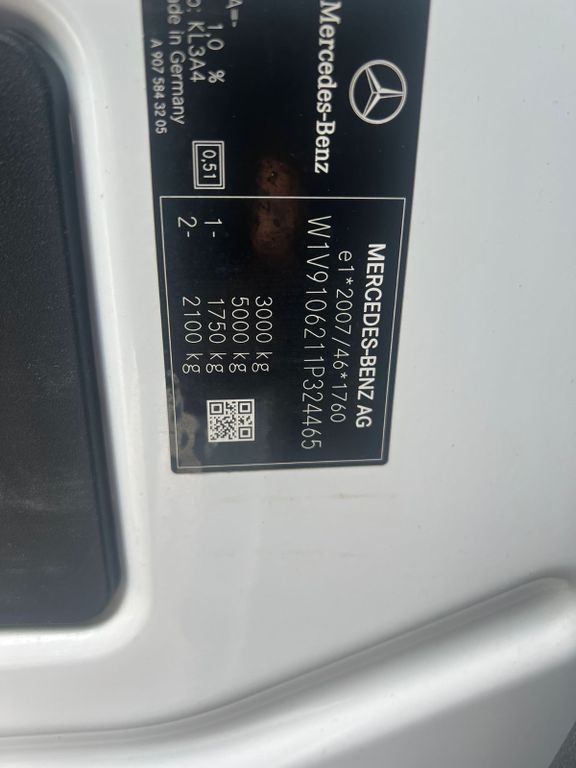 Mercedes-Benz
MERCEDES-BENZ AG
e1*2007/46*1760
W1V9106211P324465
3000 kg
5000 kg
1- 1750 kg
2- 2100 kg
0,51
1.0 %
KL3A4
in Germany
A 907 584 32 05